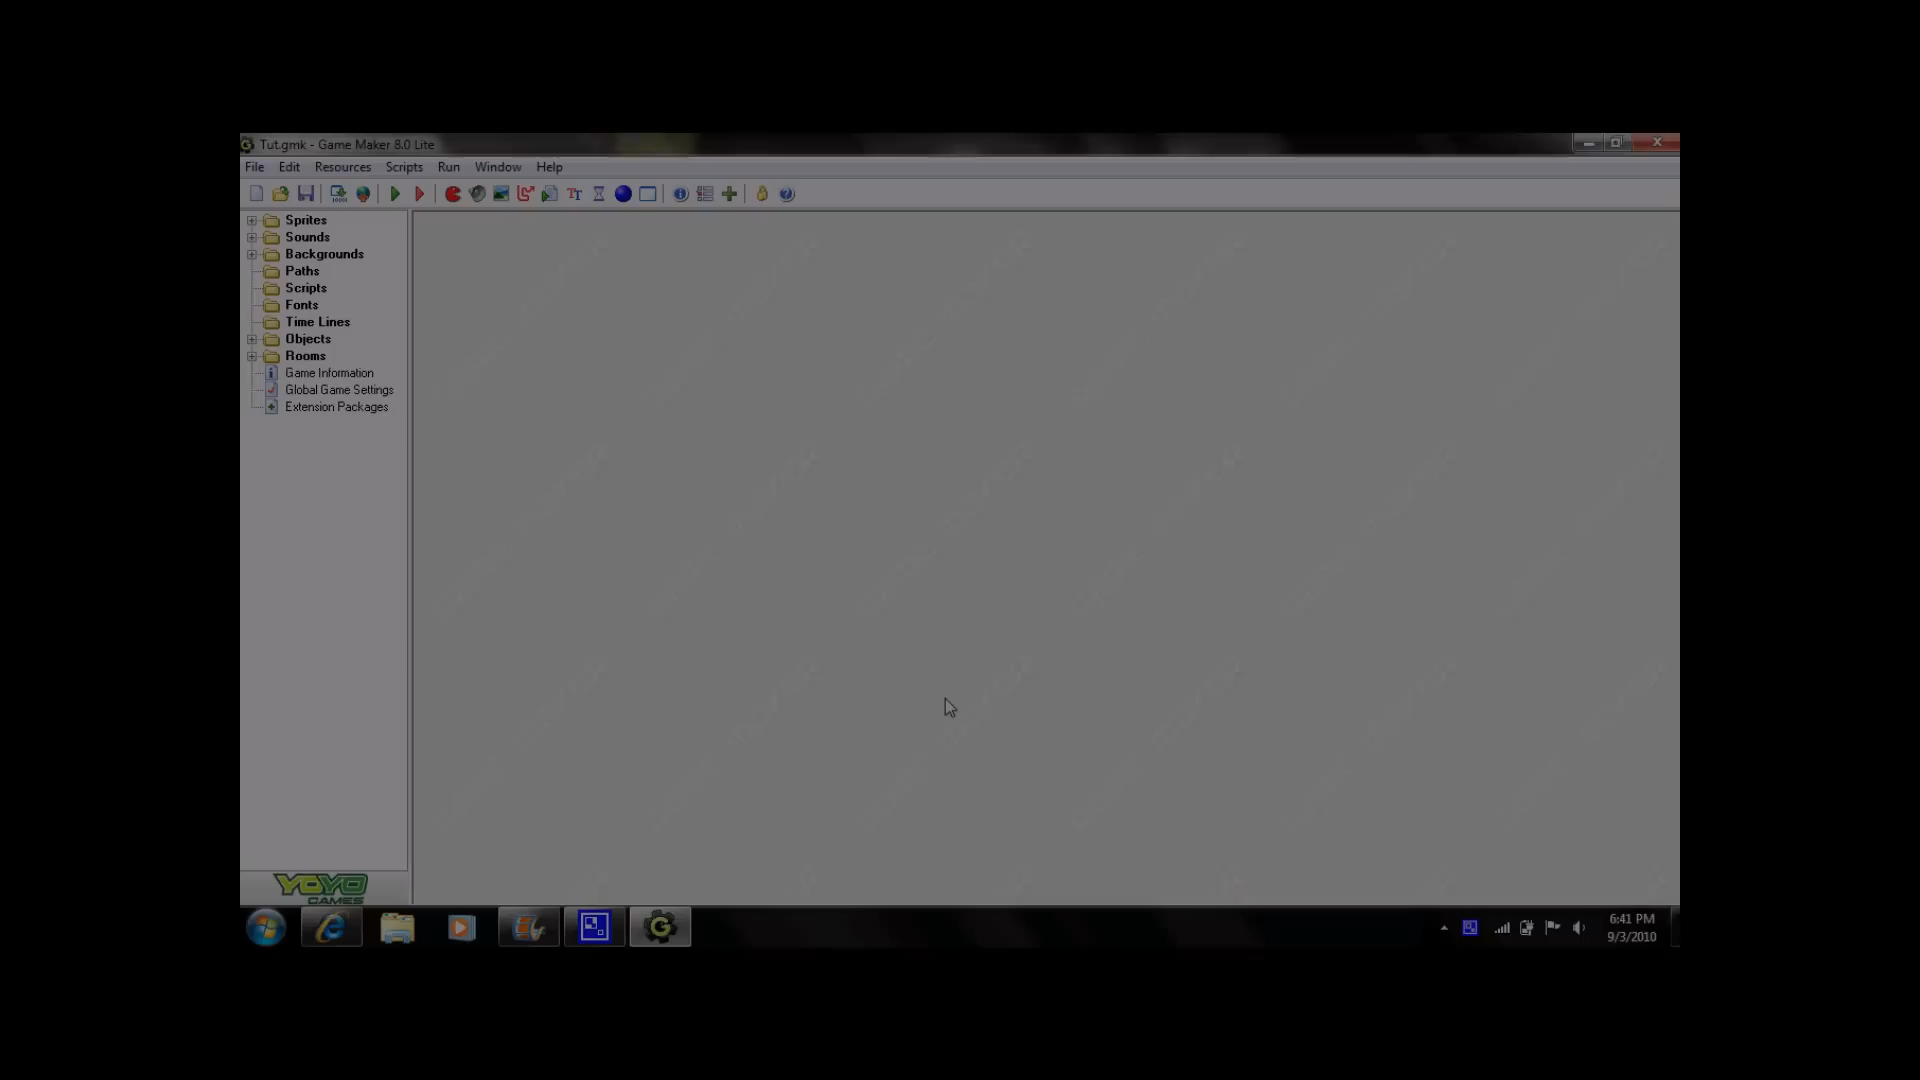 Tut.gmk - Game Maker 8.0 Lite
File Edit Resources Scripts Run Window Help
Sprites
Sounds
Backgrounds
Paths
Scripts
Fonts
Time Lines
Objects
Rooms
Game Information
Global Game Settings
Extension Packages
YOYO
GAMES
6:41 PM
9/3/2010